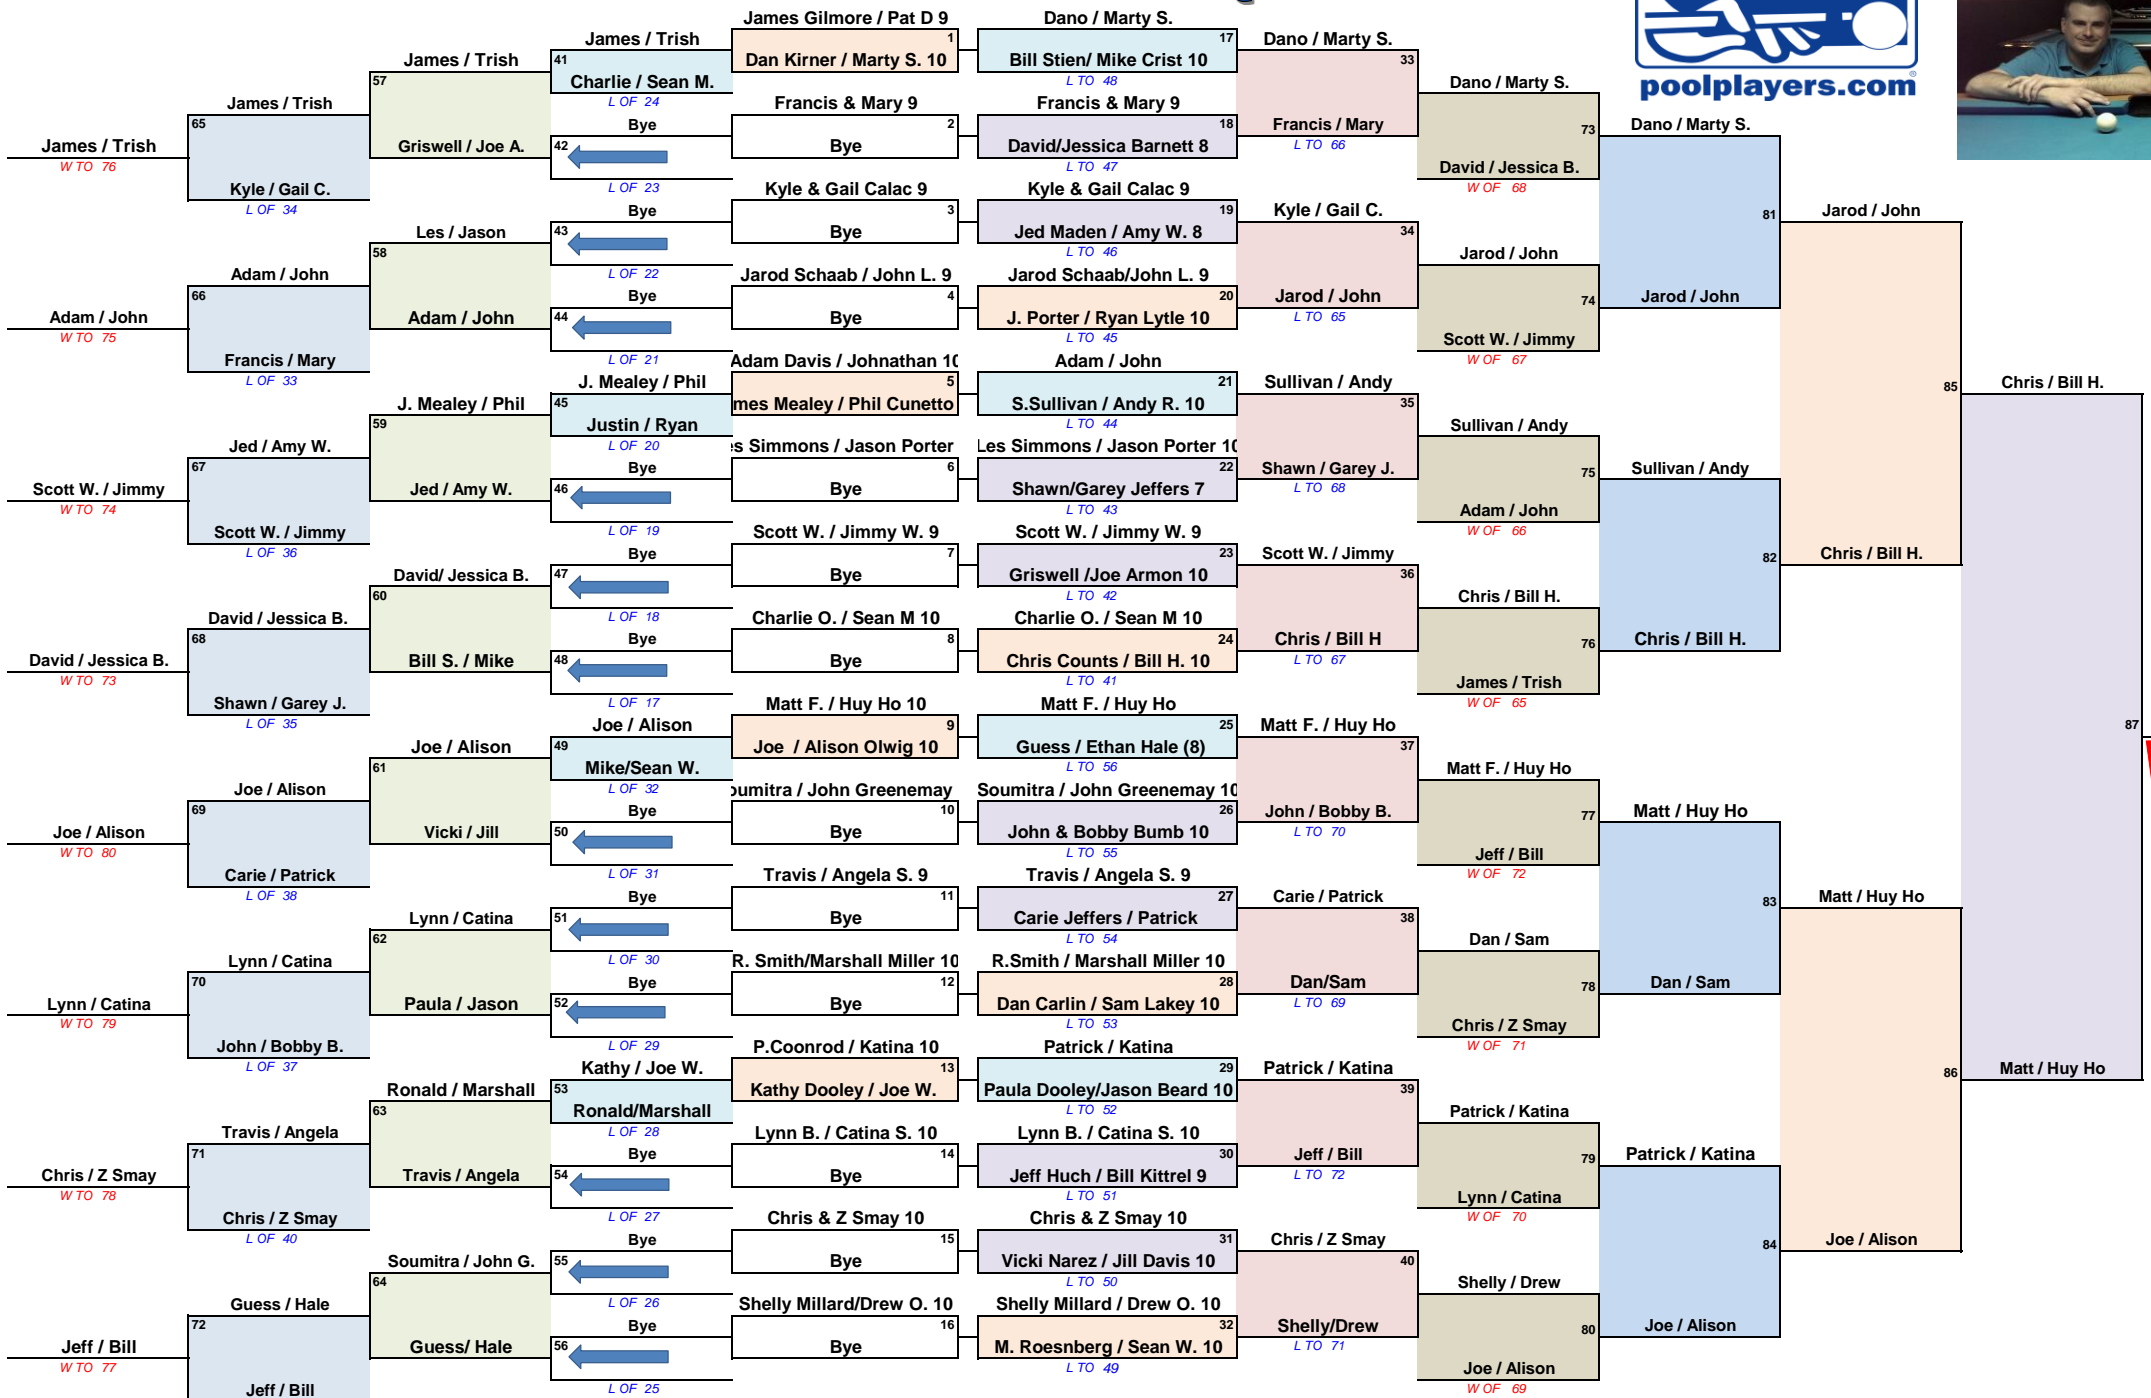 James Gilmore / Pat D 9
Dano / Marty S.
James / Trish
1
17
Dano / Marty S.
James / Trish
41
Dan Kirner / Marty S. 10
Bill Stien/ Mike Crist 10
33
57
Charlie / Sean M.
L TO 48
Dano / Marty S.
poolplayers.com
James / Trish
L OF 24
Francis & Mary 9
Francis & Mary 9
65
Bye
2
18
Francis / Mary
73
Dano / Marty S.
James / Trish
Griswell / Joe A.
42
Bye
David/Jessica Barnett 8
L TO 66
W TO 76
L TO 47
David / Jessica B.
Kyle / Gail C.
L OF 23
Kyle & Gail Calac 9
Kyle & Gail Calac 9
W OF 68
L OF 34
Bye
3
19
Kyle / Gail C.
81
Jarod / John
Les / Jason
43
Bye
Jed Maden / Amy W. 8
34
58
L TO 46
Jarod / John
Adam / John
L OF 22
Jarod Schaab / John L. 9
Jarod Schaab/John L. 9
66
Bye
4
20
Jarod / John
74
Jarod / John
Adam / John
Adam / John
44
Bye
J. Porter / Ryan Lytle 10
L TO 65
W TO 75
L TO 45
Scott W. / Jimmy
Francis / Mary
L OF 21
Adam Davis / Johnathan 10
Adam / John
W OF 67
L OF 33
J. Mealey / Phil
5
21
Sullivan / Andy
85
Chris / Bill H.
J. Mealey / Phil
45
mes Mealey / Phil Cunetto
S.Sullivan / Andy R. 10
35
59
Justin / Ryan
L TO 44
Sullivan / Andy
Jed / Amy W.
L OF 20
es Simmons / Jason Porter
Les Simmons / Jason Porter 10
67
Bye
6
22
Shawn / Garey J.
75
Sullivan / Andy
Scott W. / Jimmy
Jed / Amy W.
46
Bye
Shawn/Garey Jeffers 7
L TO 68
W TO 74
L TO 43
Adam / John
Scott W. / Jimmy
L OF 19
Scott W. / Jimmy W. 9
Scott W. / Jimmy W. 9
W OF 66
L OF 36
Bye
7
23
Scott W. / Jimmy
82
Chris / Bill H.
David/ Jessica B.
47
Bye
Griswell /Joe Armon 10
36
60
L TO 42
Chris / Bill H.
David / Jessica B.
L OF 18
Charlie O. / Sean M 10
Charlie O. / Sean M 10
68
Bye
8
24
Chris / Bill H
76
Chris / Bill H.
David / Jessica B.
Bill S. / Mike
48
Bye
Chris Counts / Bill H. 10
L TO 67
W TO 73
L TO 41
James / Trish
Shawn / Garey J.
L OF 17
Matt F. / Huy Ho 10
Matt F. / Huy Ho
W OF 65
L OF 35
Joe / Alison
9
25
Matt F. / Huy Ho
87
Joe / Alison
49
Joe / Alison Olwig 10
Guess / Ethan Hale (8)
37
61
Mike/Sean W.
L TO 56
Matt F. / Huy Ho
Joe / Alison
L OF 32
oumitra / John Greenemay
Soumitra / John Greenemay 10
69
Bye
10
26
John / Bobby B.
77
Matt / Huy Ho
Joe / Alison
Vicki / Jill
50
Bye
John & Bobby Bumb 10
L TO 70
W TO 80
L TO 55
Jeff / Bill
Carie / Patrick
L OF 31
Travis / Angela S. 9
Travis / Angela S. 9
W OF 72
L OF 38
Bye
11
27
Carie / Patrick
83
Matt / Huy Ho
Lynn / Catina
51
Bye
Carie Jeffers / Patrick
38
62
L TO 54
Dan / Sam
Lynn / Catina
L OF 30
R. Smith/Marshall Miller 10
R.Smith / Marshall Miller 10
70
Bye
12
28
Dan/Sam
78
Dan / Sam
Lynn / Catina
Paula / Jason
52
Bye
Dan Carlin / Sam Lakey 10
L TO 69
W TO 79
L TO 53
Chris / Z Smay
John / Bobby B.
L OF 29
P.Coonrod / Katina 10
Patrick / Katina
W OF 71
L OF 37
Kathy / Joe W.
13
29
Patrick / Katina
86
Matt / Huy Ho
Ronald / Marshall
53
Kathy Dooley / Joe W.
Paula Dooley/Jason Beard 10
39
63
Ronald/Marshall
L TO 52
Patrick / Katina
Travis / Angela
L OF 28
Lynn B. / Catina S. 10
Lynn B. / Catina S. 10
71
Bye
14
30
Jeff / Bill
79
Patrick / Katina
Chris / Z Smay
Travis / Angela
54
Bye
Jeff Huch / Bill Kittrel 9
L TO 72
W TO 78
L TO 51
Lynn / Catina
Chris / Z Smay
L OF 27
Chris & Z Smay 10
Chris & Z Smay 10
W OF 70
L OF 40
Bye
15
31
Chris / Z Smay
84
Joe / Alison
Soumitra / John G.
55
Bye
Vicki Narez / Jill Davis 10
40
64
L TO 50
Shelly / Drew
Guess / Hale
L OF 26
Shelly Millard/Drew O. 10
Shelly Millard / Drew O. 10
72
Bye
16
32
Shelly/Drew
80
Joe / Alison
Jeff / Bill
Guess/ Hale
56
Bye
M. Roesnberg / Sean W. 10
L TO 71
W TO 77
L TO 49
Joe / Alison
Jeff / Bill
L OF 25
W OF 69